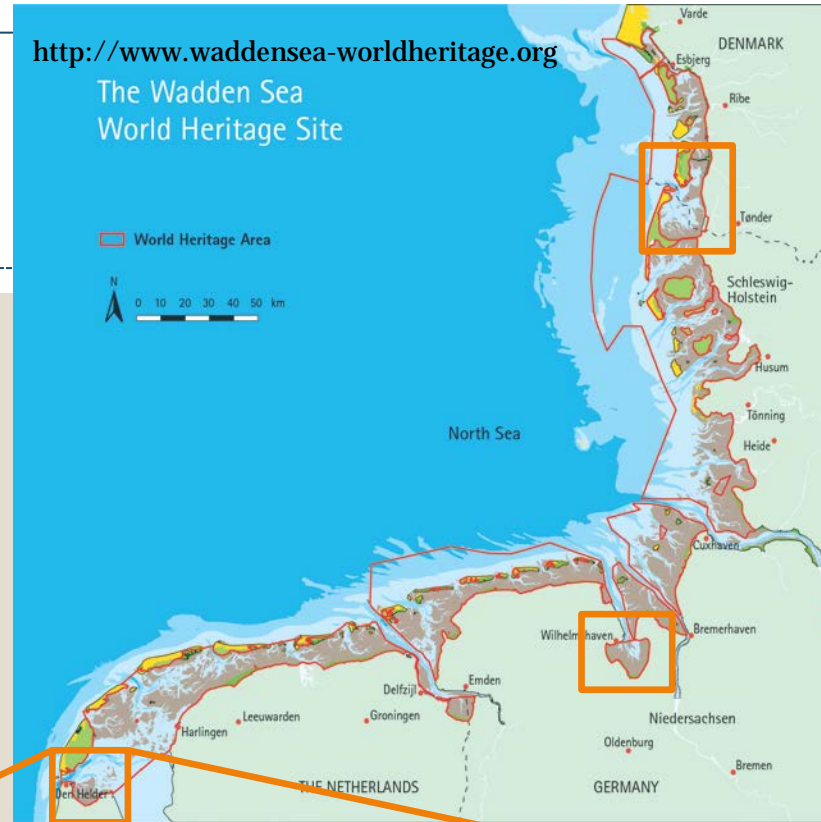 http://www.waddensea-worldheritage.org
The Wadden Sea
World Heritage Site
World Heritage Area
N
0 10 20 30 40 50 km
Varde
DENMARK
Esbjerg
Ribe
Tønder
Schleswig-
Holstein
Husum
Tönning
Heide
North Sea
Cuxhaven
Wilhelmshaven
Bremerhaven
Emden
Delfzijl
Leeuwarden
Groningen
Harlingen
Niedersachsen
Oldenburg
Bremen
Den Helder
THE NETHERLANDS
GERMANY